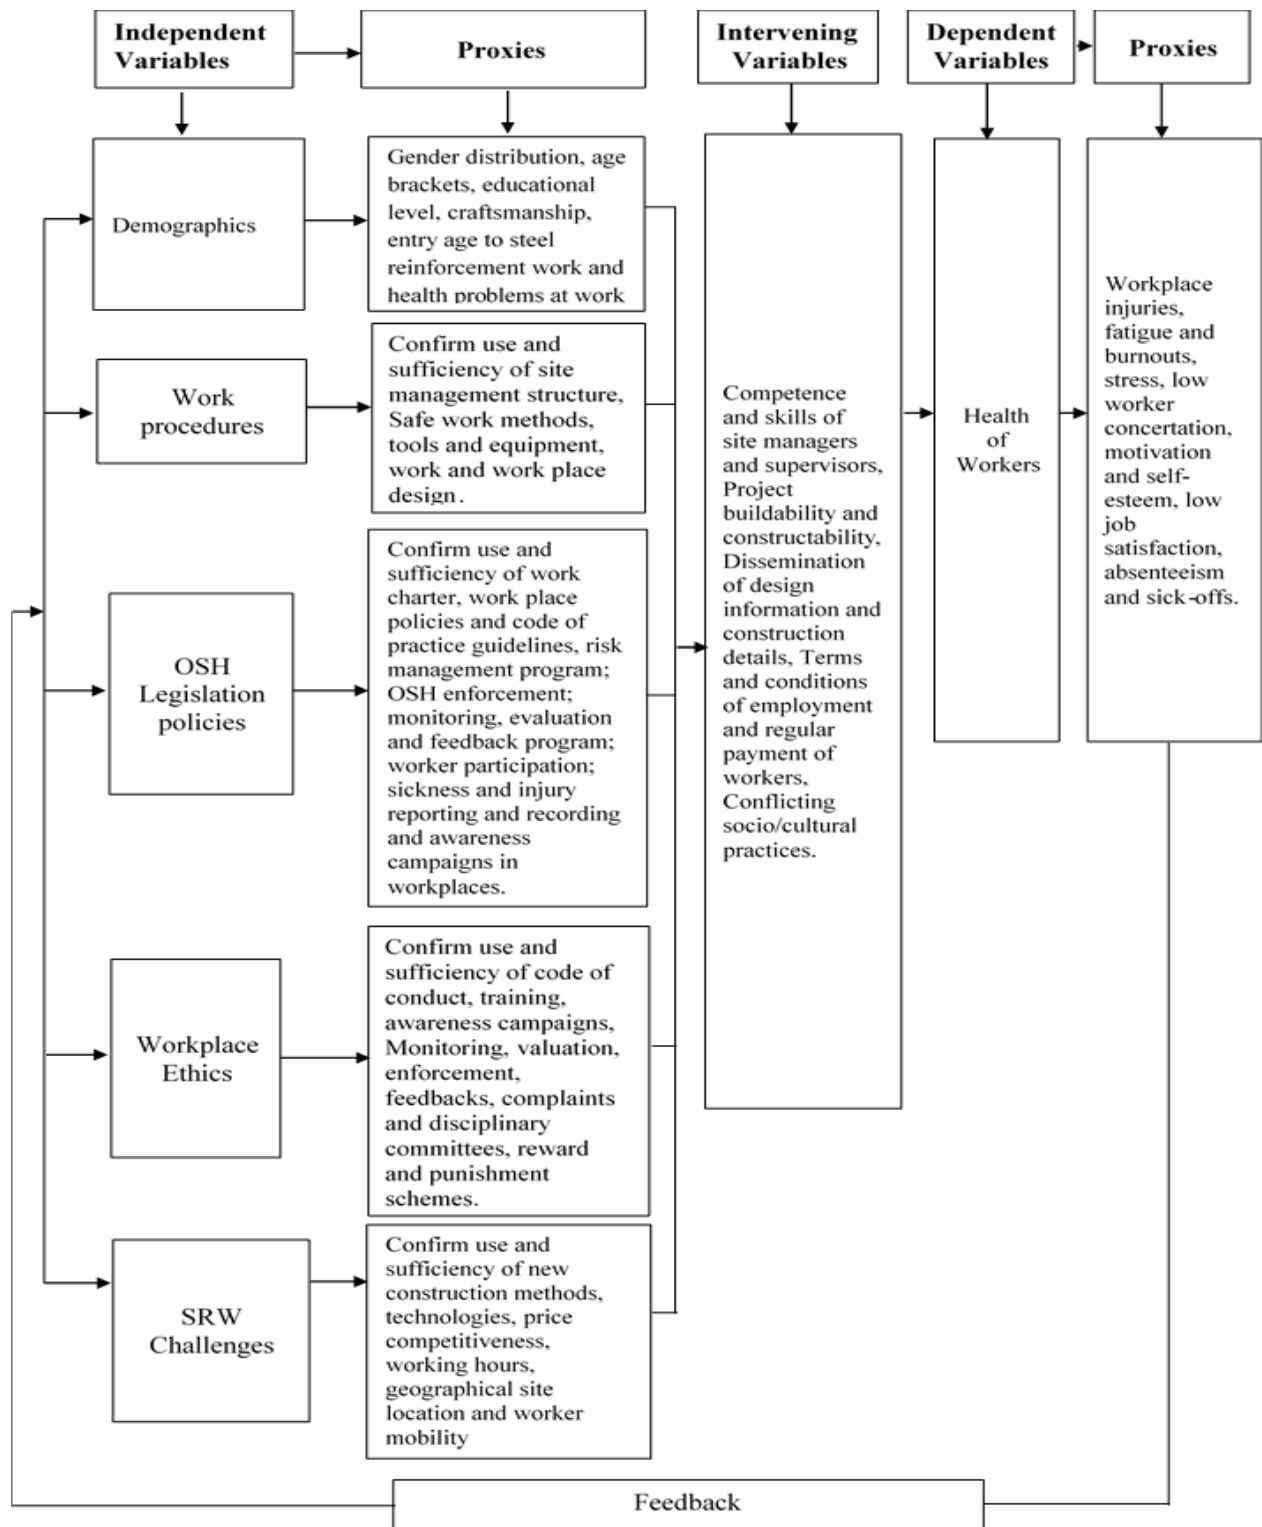 Independent
Variables
Proxies
Intervening
Variables
Dependent
Variables
Proxies
Demographics
Gender distribution, age
brackets, educational
level, craftsmanship,
entry age to steel
reinforcement work and
health problems at work
Work
procedures
Confirm use and
sufficiency of site
management structure,
Safe work methods,
tools and equipment,
work and work place
design.
OSH
Legislation
policies
Confirm use and
sufficiency of work
charter, work place
policies and code of
practice guidelines, risk
management program;
OSH enforcement;
monitoring, evaluation
and feedback program;
worker participation;
sickness and injury
reporting and recording
and awareness
campaigns in
workplaces.
Workplace
Ethics
Confirm use and
sufficiency of code of
conduct, training,
awareness campaigns,
Monitoring, valuation,
enforcement,
feedbacks, complaints
and disciplinary
committees, reward
and punishment
schemes.
SRW
Challenges
Confirm use and
sufficiency of new
construction methods,
technologies, price
competitiveness,
working hours,
geographical site
location and worker
mobility
Competence
and skills of
site managers
and supervisors,
Project
buildability and
constructability,
Dissemination
of design
information and
construction
details, Terms
and conditions
of employment
and regular
payment of
workers,
Conflicting
socio/cultural
practices.
Health
of
Workers
Workplace
injuries,
fatigue and
burnouts,
stress, low
worker
concertation,
motivation
and self-
esteem, low
job
satisfaction,
absenteeism
and sick-offs.
Feedback